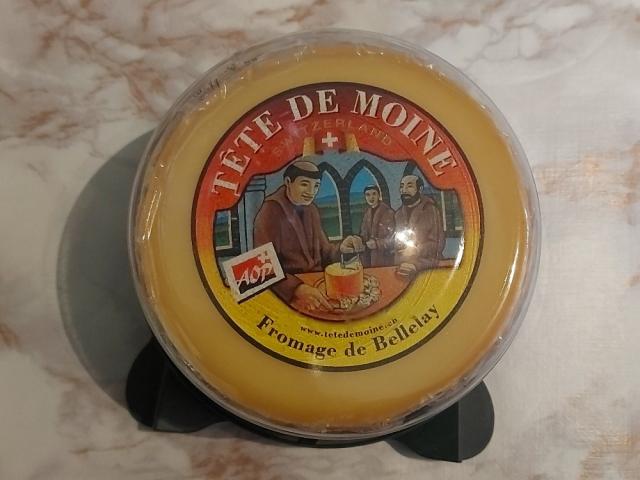 TÊTE DE MOINE
SWITZERLAND
AOP
www.tetedemoine.ch
Fromage de Bellelay